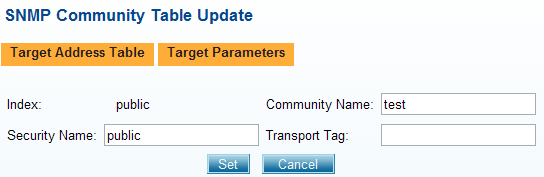 SNMP Community Table Update
Target Address Table Target Parameters
Index: public Community Name: test
Security Name: public Transport Tag:
Set Cancel